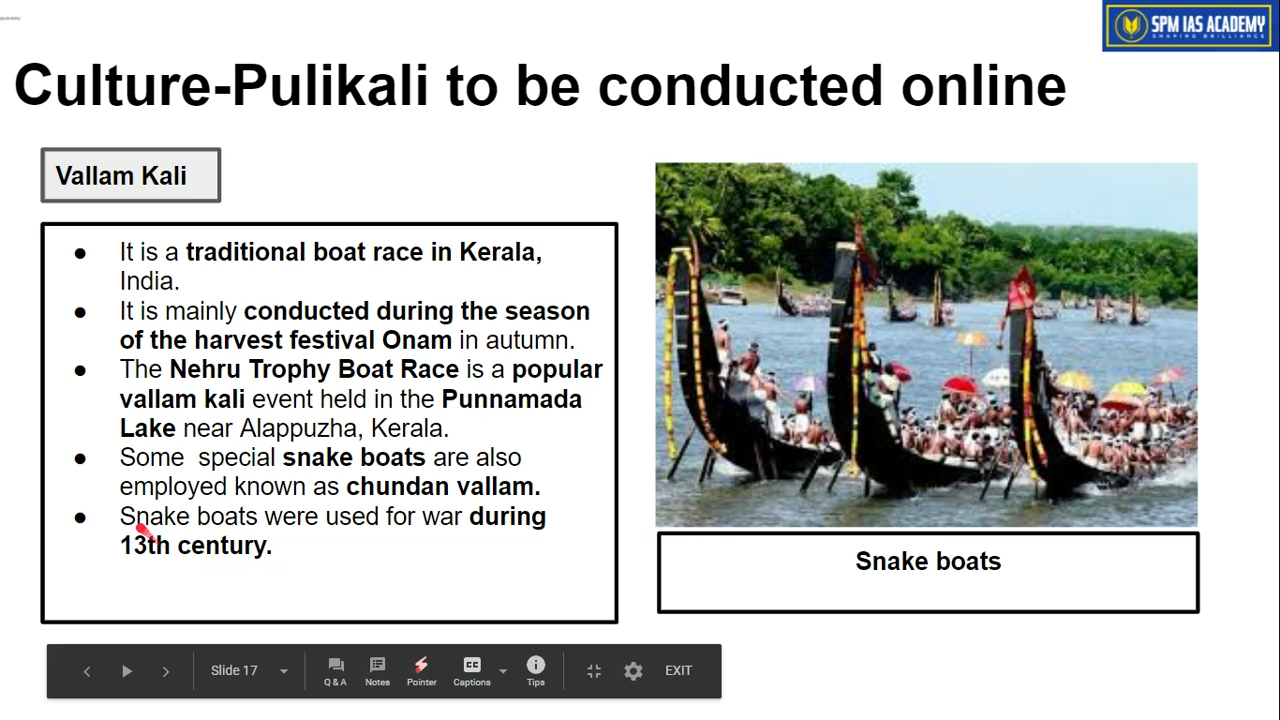 SPM IAS ACADEMY
SHAPING BRILLIANCE
Culture-Pulikali to be conducted online
Vallam Kali
● It is a traditional boat race in Kerala,
India.
● It is mainly conducted during the season
of the harvest festival Onam in autumn.
● The Nehru Trophy Boat Race is a popular
vallam kali event held in the Punnamada
Lake near Alappuzha, Kerala.
● Some special snake boats are also
employed known as chundan vallam.
● Snake boats were used for war during
13th century.
Snake boats
Slide 17
Q & A
Notes
Pointer
CC
Captions
Tips
EXIT